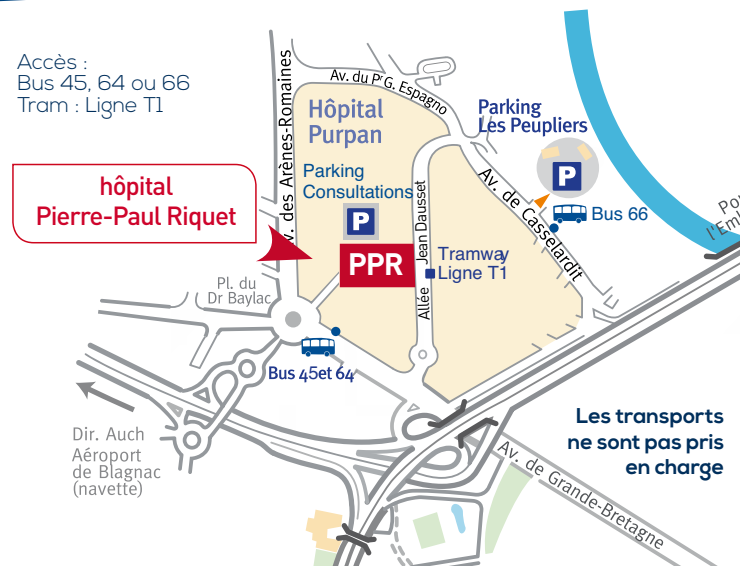 Accès :
Bus 45, 64 ou 66
Tram : Ligne T1
hôpital
Pierre-Paul Riquet
Av. des Arènes-Romaines
Av. du Pr G. Espagno
Hôpital
Purpan
Parking
Consultations
P
PPR
Allée Jean Dausset
Tramway
Ligne T1
Parking
Les Peupliers
P
Av. de Casselardit
Bus 66
Pl. du
Dr Baylac
Bus 45et 64
Dir. Auch
Aéroport
de Blagnac
(navette)
Les transports
ne sont pas pris
en charge
Av. de Grande-Bretagne